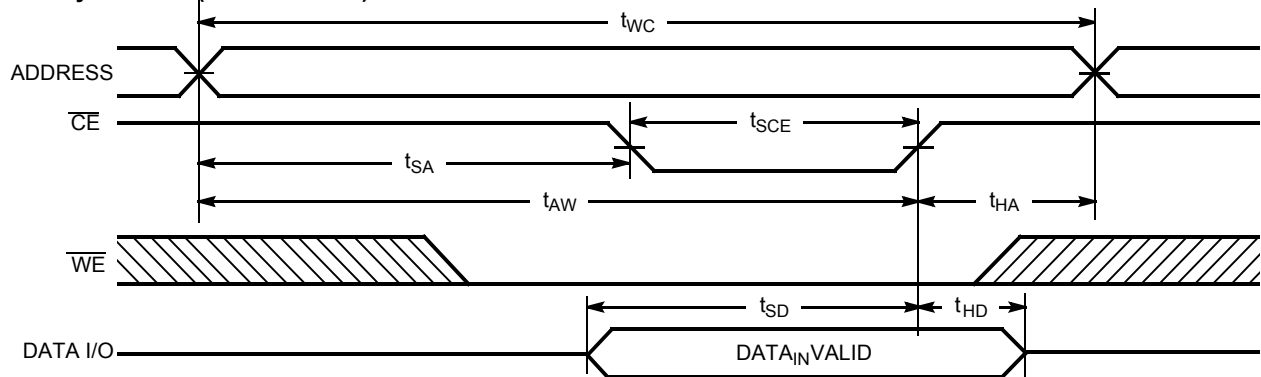 tWC
ADDRESS
CE
tSCE
tSA
tAW
tHA
WE
tSD
tHD
DATA I/O
DATAINVALID